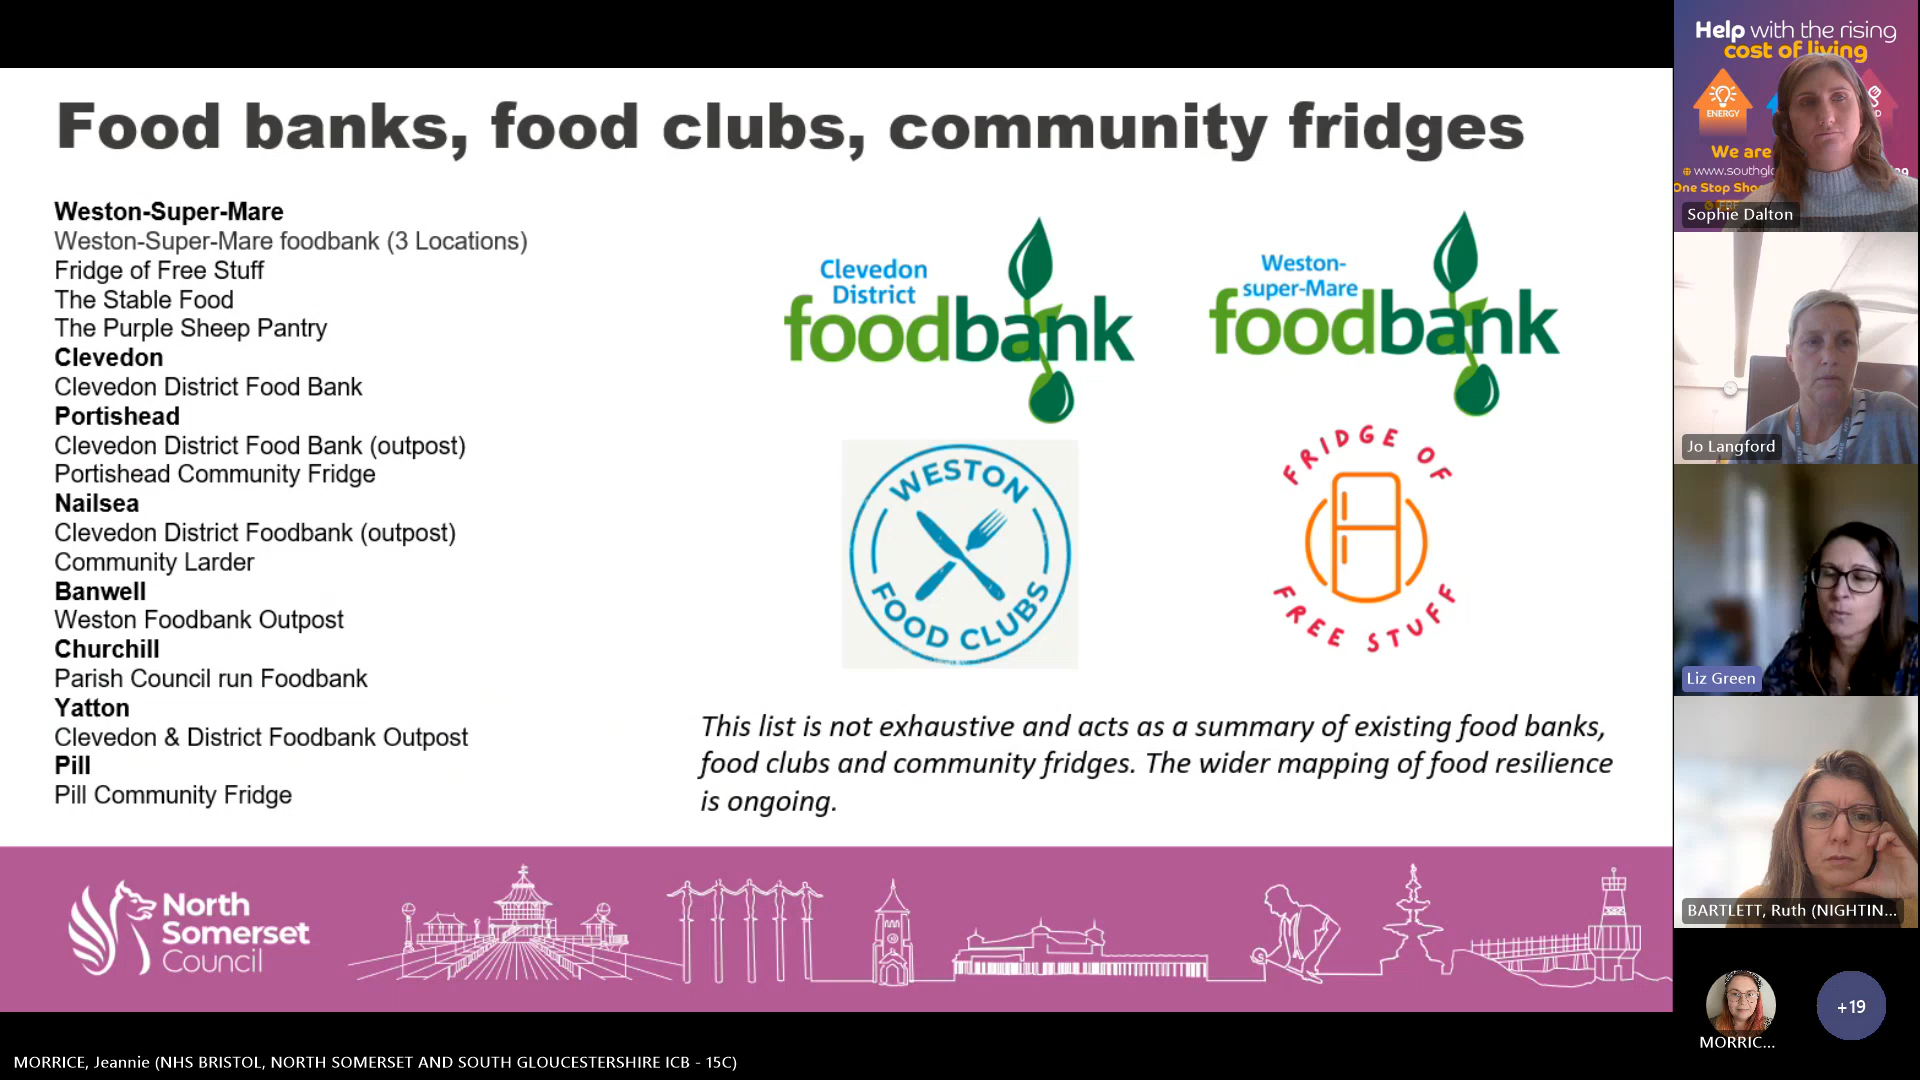 Food banks, food clubs, community fridges
Weston-Super-Mare
Weston-Super-Mare foodbank (3 Locations)
Fridge of Free Stuff
The Stable Food
The Purple Sheep Pantry
Clevedon
Clevedon District Food Bank
Portishead
Clevedon District Food Bank (outpost)
Portishead Community Fridge
Nailsea
Clevedon District Foodbank (outpost)
Community Larder
Banwell
Weston Foodbank Outpost
Churchill
Parish Council run Foodbank
Yatton
Clevedon & District Foodbank Outpost
Pill
Pill Community Fridge
Clevedon
District
foodbank
Weston-
super-Mare
foodbank
WESTON
FOOD CLUBS
FRIDGE OF
FREE STUFF
This list is not exhaustive and acts as a summary of existing food banks,
food clubs and community fridges. The wider mapping of food resilience
is ongoing.
North
Somerset
Council
Help with the rising
cost of living
ENERGY
We are
www.southglo
One Stop Sho
Sophie Dalton
Jo Langford
Liz Green
BARTLETT, Ruth (NIGHTIN...
MORRIC...
+19
MORRICE, Jeannie (NHS BRISTOL, NORTH SOMERSET AND SOUTH GLOUCESTERSHIRE ICB - 15C)